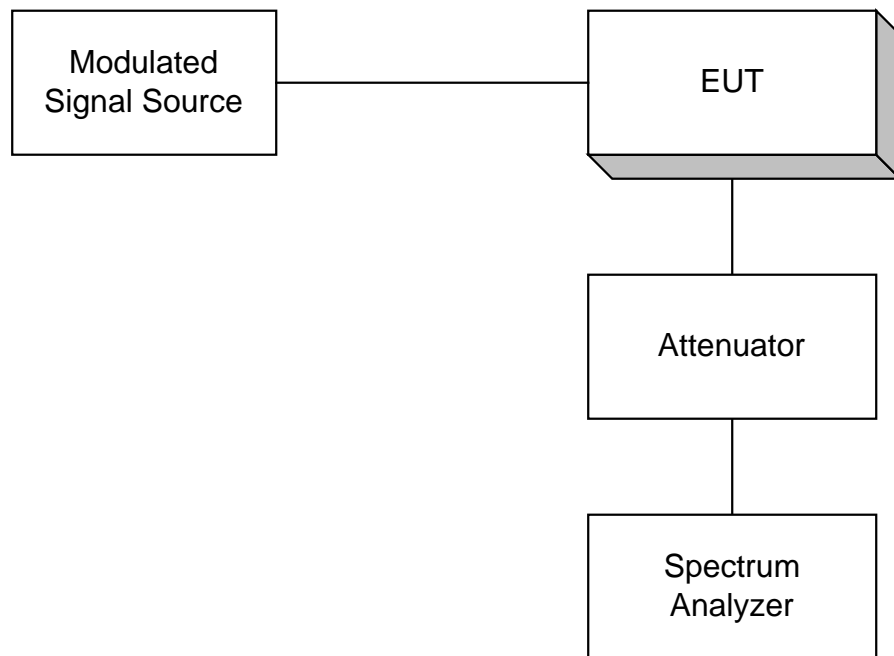 Modulated
Signal Source
EUT
Attenuator
Spectrum
Analyzer